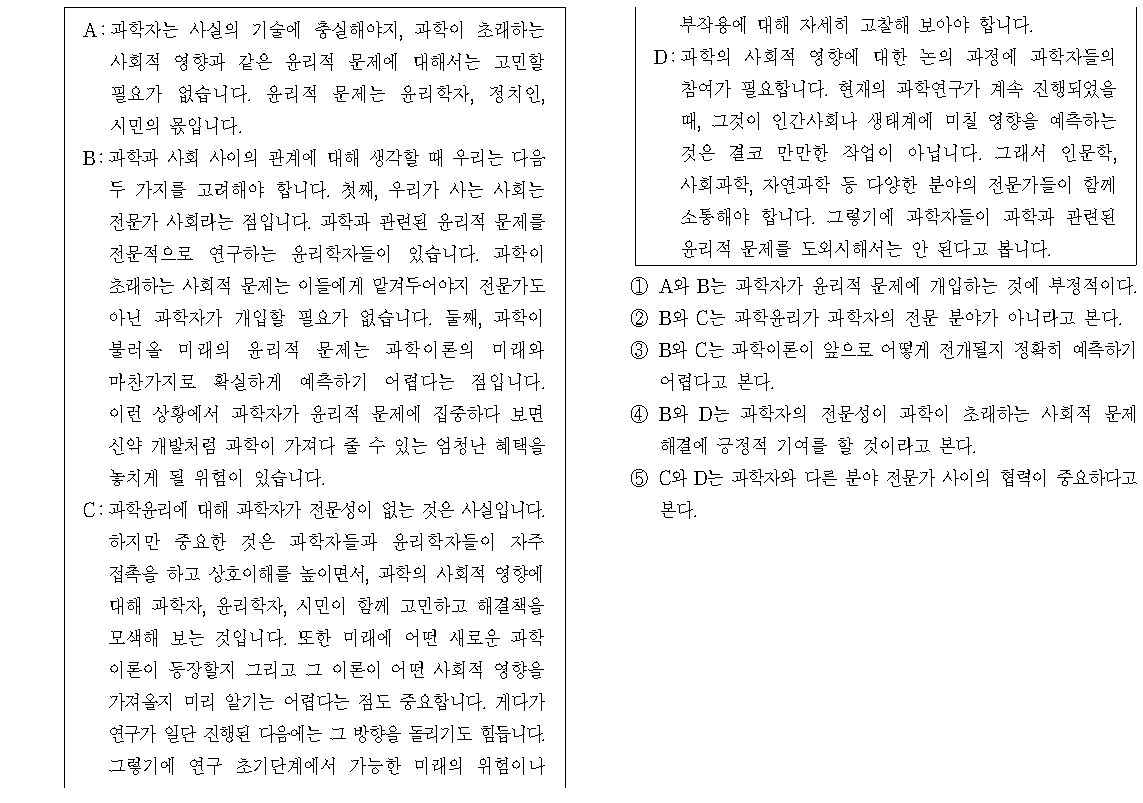 A: 과학자는 사실의 기술에 충실해야지, 과학이 초래하는
사회적 영향과 같은 윤리적 문제에 대해서는 고민할
필요가 없습니다. 윤리적 문제는 윤리학자, 정치인,
시민의 몫입니다.
B: 과학과 사회 사이의 관계에 대해 생각할 때 우리는 다음
두 가지를 고려해야 합니다. 첫째, 우리가 사는 사회는
전문가 사회라는 점입니다. 과학과 관련된 윤리적 문제를
전문적으로 연구하는 윤리학자들이 있습니다. 과학이
초래하는 사회적 문제는 이들에게 맡겨두어야지 전문가도
아닌 과학자가 개입할 필요가 없습니다. 둘째, 과학이
불러올 미래의 윤리적 문제는 과학이론의 미래와
마찬가지로 확실하게 예측하기 어렵다는 점입니다.
이런 상황에서 과학자가 윤리적 문제에 집중하다 보면
신약 개발처럼 과학이 가져다 줄 수 있는 엄청난 혜택을
놓치게 될 위험이 있습니다.
C: 과학윤리에 대해 과학자가 전문성이 없는 것은 사실입니다.
하지만 중요한 것은 과학자들과 윤리학자들이 자주
접촉을 하고 상호이해를 높이면서, 과학의 사회적 영향에
대해 과학자, 윤리학자, 시민이 함께 고민하고 해결책을
모색해 보는 것입니다. 또한 미래에 어떤 새로운 과학
이론이 등장할지 그리고 그 이론이 어떤 사회적 영향을
가져올지 미리 알기는 어렵다는 점도 중요합니다. 게다가
연구가 일단 진행된 다음에는 그 방향을 돌리기도 힘듭니다.
그렇기에 연구 초기단계에서 가능한 미래의 위험이나
부작용에 대해 자세히 고찰해 보아야 합니다.
D: 과학의 사회적 영향에 대한 논의 과정에 과학자들의
참여가 필요합니다. 현재의 과학연구가 계속 진행되었을
때, 그것이 인간사회나 생태계에 미칠 영향을 예측하는
것은 결코 만만한 작업이 아닙니다. 그래서 인문학,
사회과학, 자연과학 등 다양한 분야의 전문가들이 함께
소통해야 합니다. 그렇기에 과학자들이 과학과 관련된
윤리적 문제를 도외시해서는 안 된다고 봅니다.
① A와 B는 과학자가 윤리적 문제에 개입하는 것에 부정적이다.
② B와 C는 과학윤리가 과학자의 전문 분야가 아니라고 본다.
③ B와 C는 과학이론이 앞으로 어떻게 전개될지 정확히 예측하기
어렵다고 본다.
④ B와 D는 과학자의 전문성이 과학이 초래하는 사회적 문제
해결에 긍정적 기여를 할 것이라고 본다.
⑤ C와 D는 과학자와 다른 분야 전문가 사이의 협력이 중요하다고
본다.